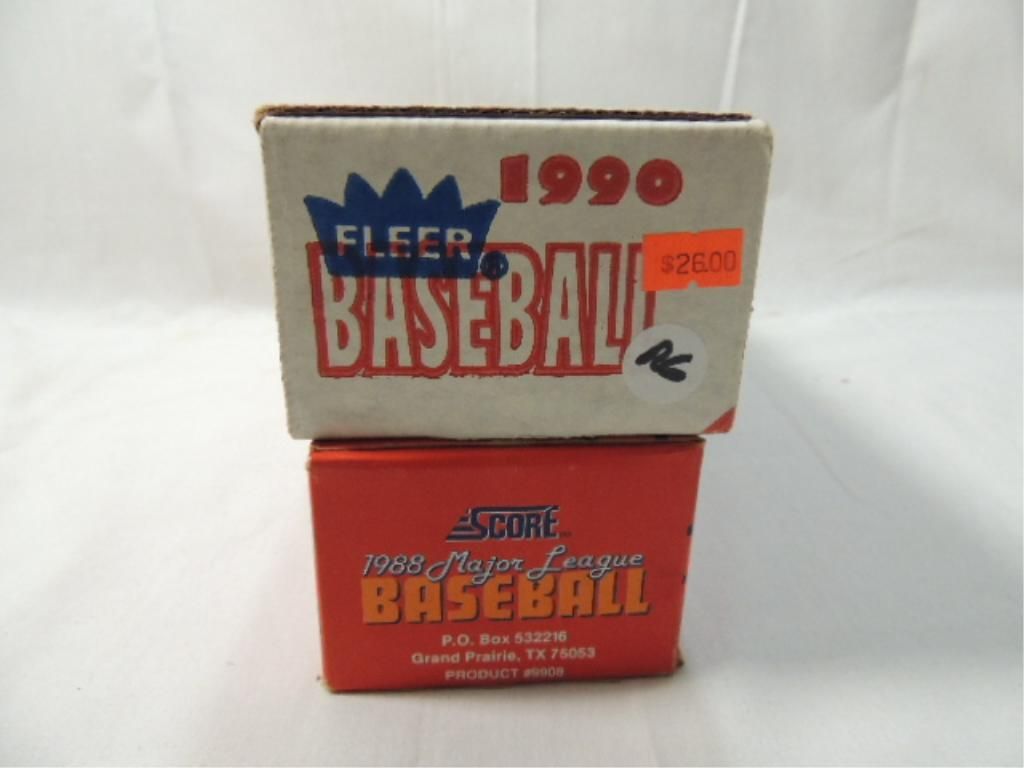 1990
FLEER®
BASEBALL
$26.00
SCORE
1988 Major League
BASEBALL
P.O. Box 532216
Grand Prairie, TX 75053
PRODUCT #9908